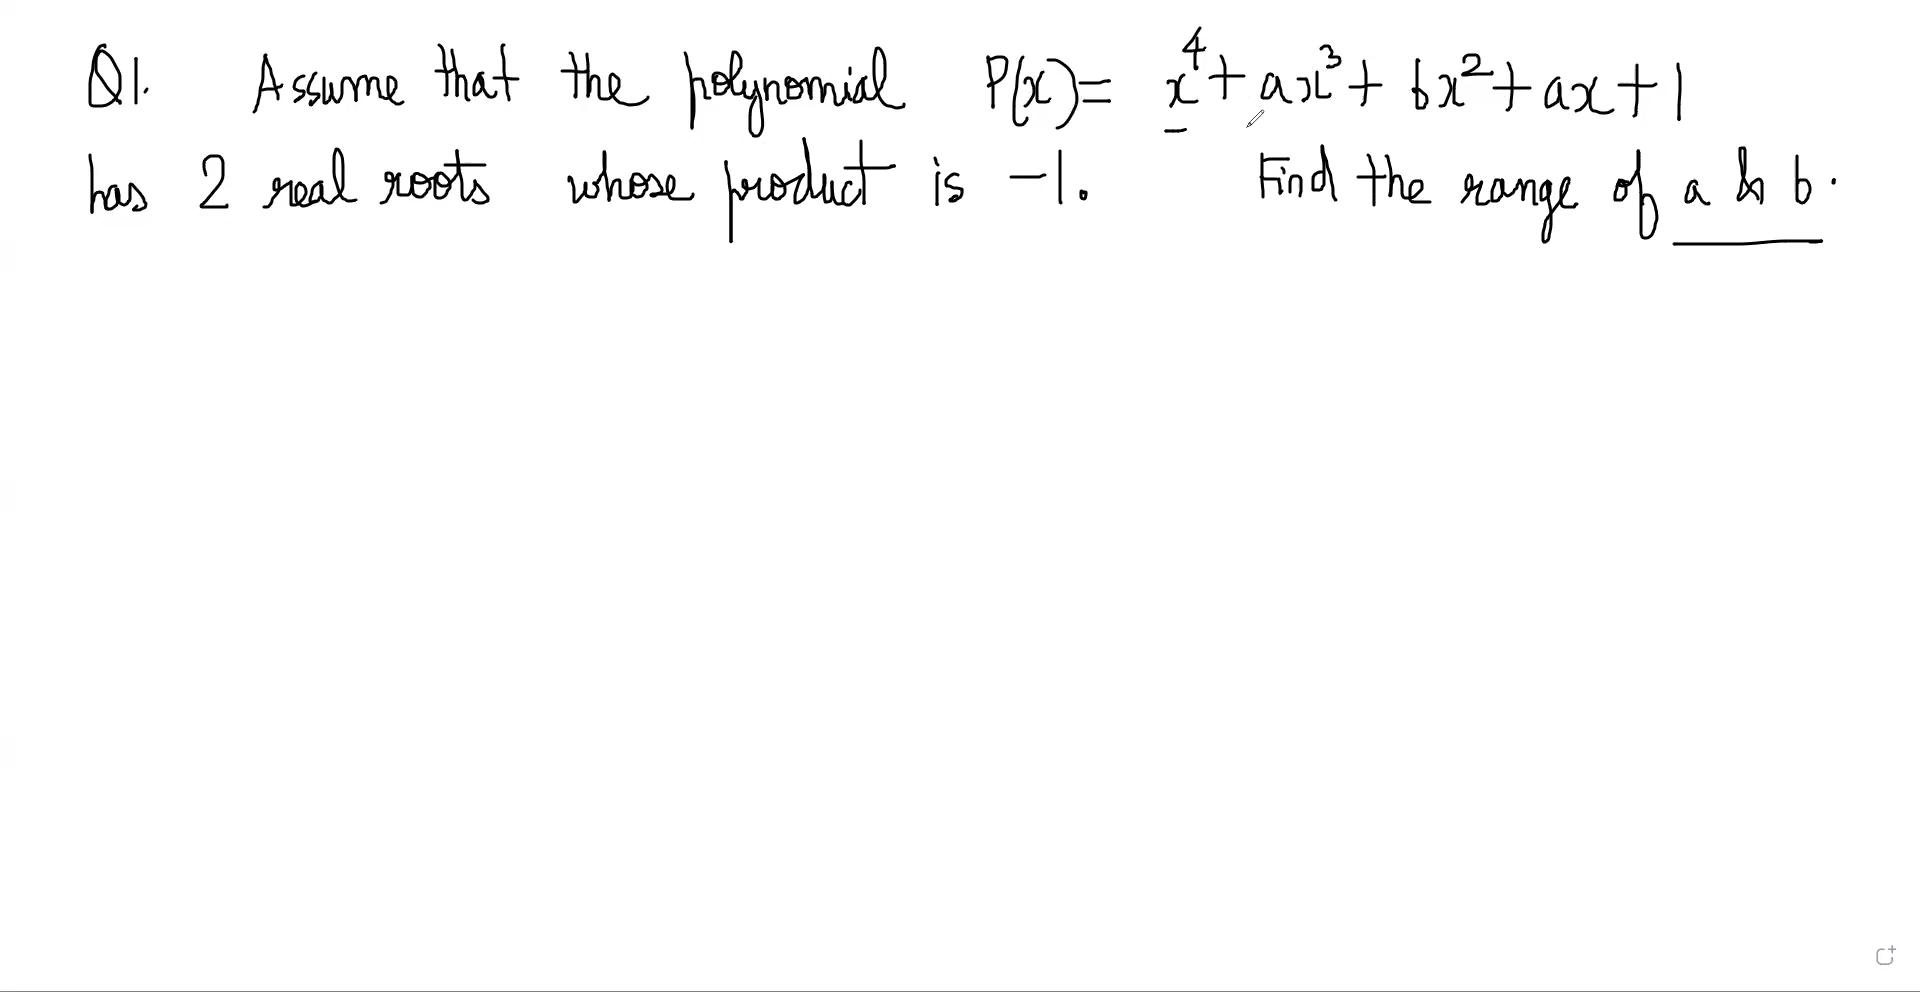 Q1. Assume that the polynomial P(x)= x⁴+ax³+bx²+ax+1
has 2 real roots whose product is -1. Find the range of a & b.